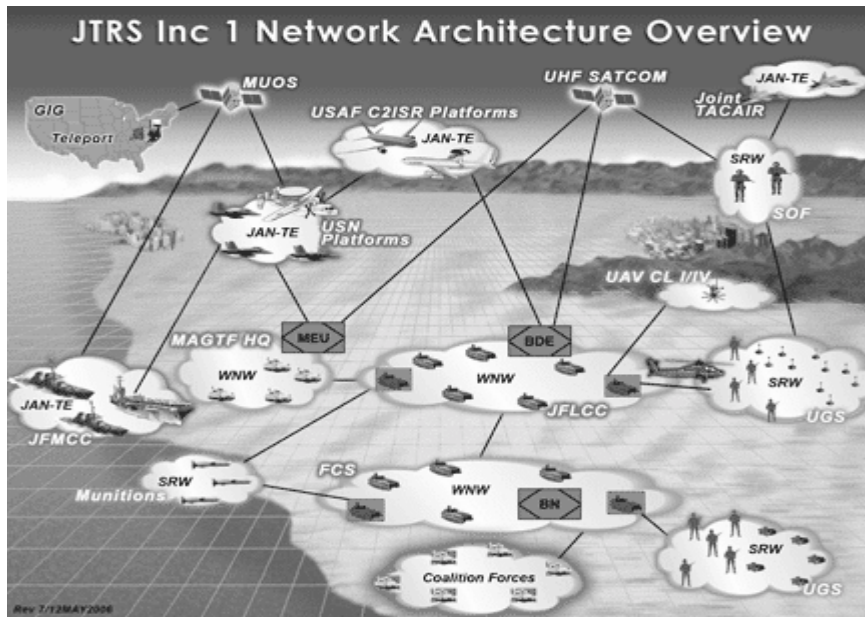 JTRS Inc 1 Network Architecture Overview
MUOS
UHF SATCOM
JAN-TE
Joint
TACAIR
GIG
Teleport
USAF C2ISR Platforms
JAN-TE
SRW
SOF
JAN-TE
USN
Platforms
UAV CL I/IV
MEU
BDE
MAGTF HQ
WNW
WNW
JFLCC
SRW
UGS
JAN-TE
JFMCC
SRW
Munitions
FCS
WNW
BN
SRW
UGS
Coalition Forces
Rev 7/12MAY2006